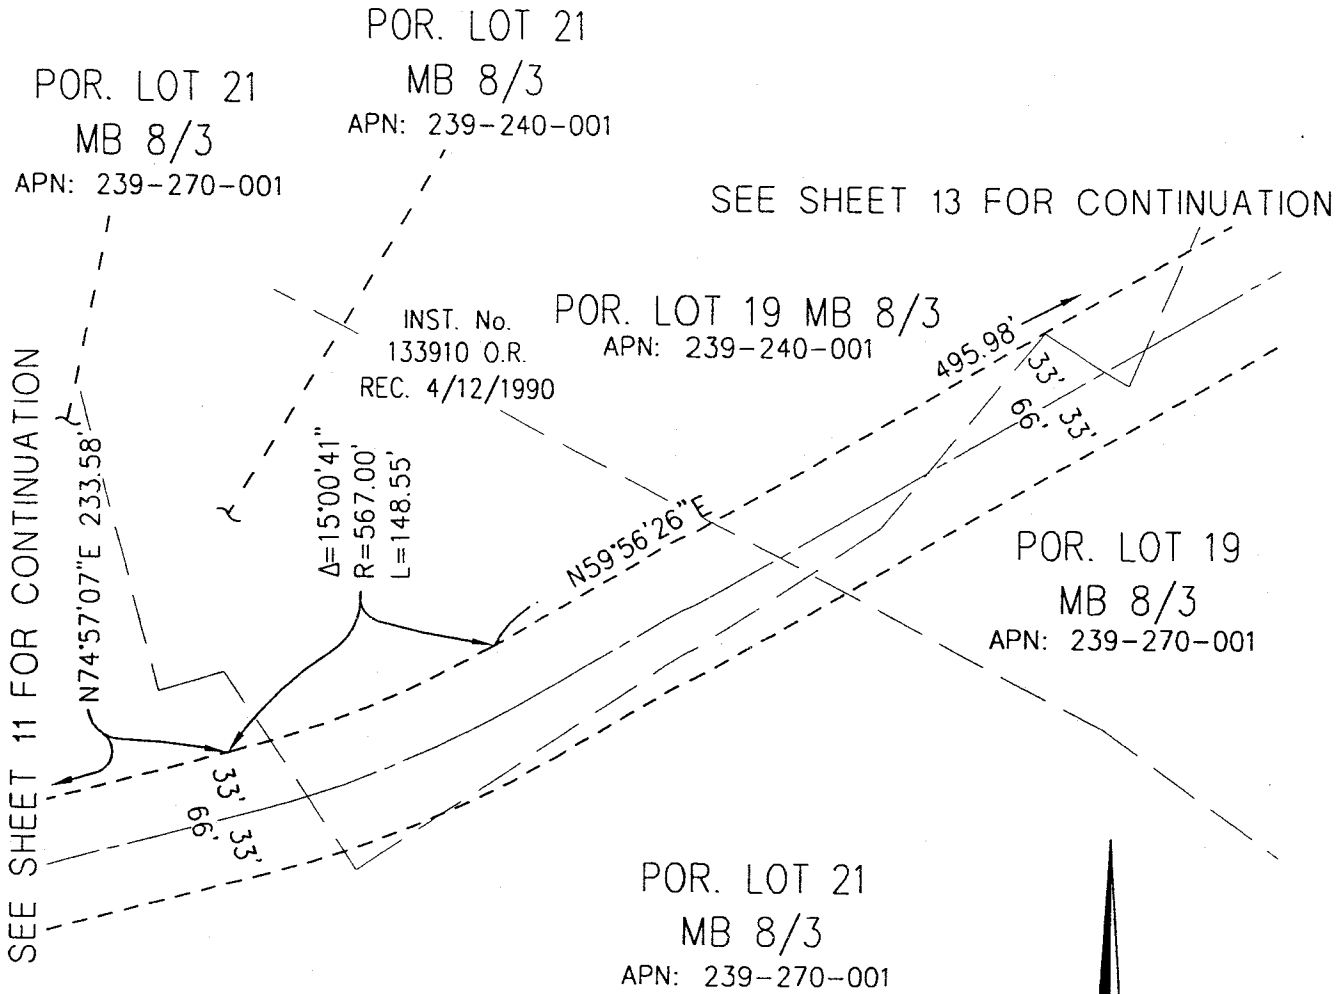 POR. LOT 21
MB 8/3
APN: 239-240-001
POR. LOT 21
MB 8/3
APN: 239-270-001
SEE SHEET 13 FOR CONTINUATION
INST. No.
133910 O.R.
REC. 4/12/1990
POR. LOT 19 MB 8/3
APN: 239-240-001
495.98'
33'
33'
66'
SEE SHEET 11 FOR CONTINUATION
N74°57'07"E 233.58'
Δ=15°00'41"
R=567.00'
L=148.55'
N59°56'26"E
POR. LOT 19
MB 8/3
APN: 239-270-001
33'
33'
66'
POR. LOT 21
MB 8/3
APN: 239-270-001